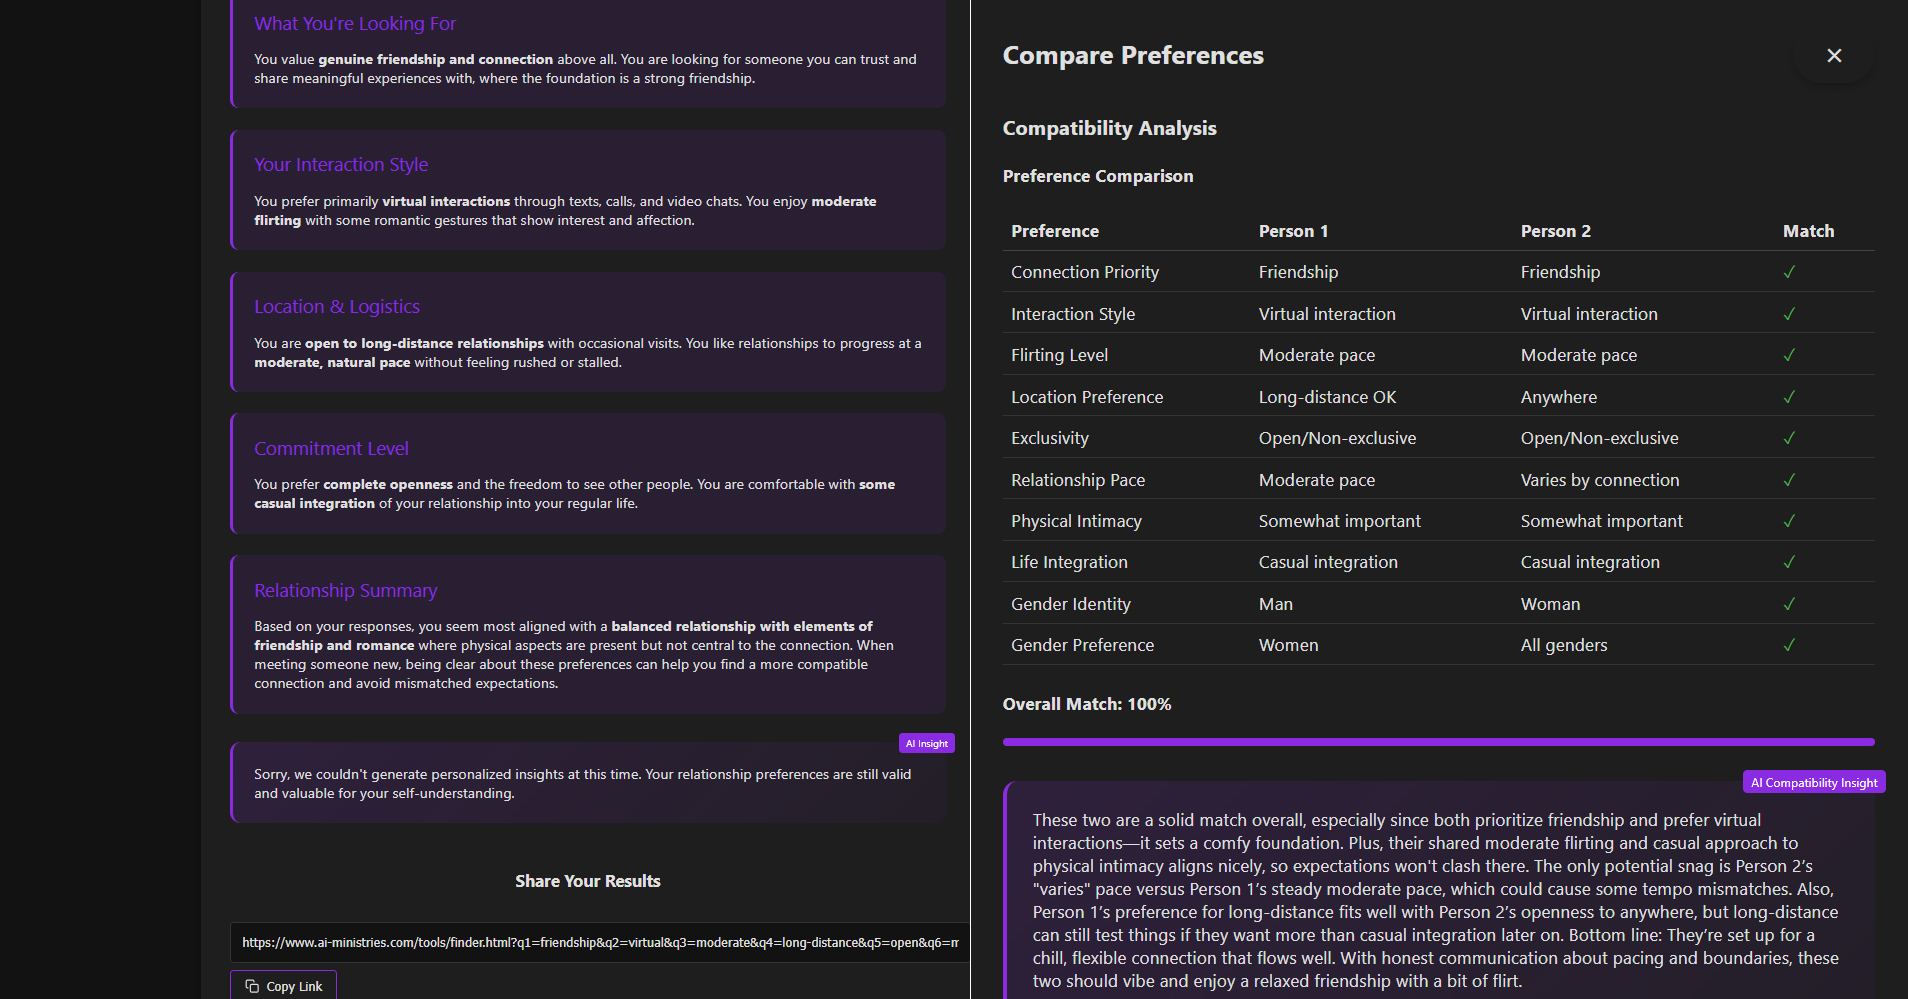 What You're Looking For
You value genuine friendship and connection above all. You are looking for someone you can trust and
share meaningful experiences with, where the foundation is a strong friendship.
Your Interaction Style
You prefer primarily virtual interactions through texts, calls, and video chats. You enjoy moderate
flirting with some romantic gestures that show interest and affection.
Location & Logistics
You are open to long-distance relationships with occasional visits. You like relationships to progress at a
moderate, natural pace without feeling rushed or stalled.
Commitment Level
You prefer complete openness and the freedom to see other people. You are comfortable with some
casual integration of your relationship into your regular life.
Relationship Summary
Based on your responses, you seem most aligned with a balanced relationship with elements of
friendship and romance where physical aspects are present but not central to the connection. When
meeting someone new, being clear about these preferences can help you find a more compatible
connection and avoid mismatched expectations.
AI Insight
Sorry, we couldn't generate personalized insights at this time. Your relationship preferences are still valid
and valuable for your self-understanding.
Share Your Results
https://www.ai-ministries.com/tools/finder.html?q1=friendship&q2=virtual&q3=moderate&q4=long-distance&q5=open&q6=m
Copy Link
Compare Preferences
Compatibility Analysis
Preference Comparison
Preference Person 1 Person 2 Match
Connection Priority Friendship Friendship ✓
Interaction Style Virtual interaction Virtual interaction ✓
Flirting Level Moderate pace Moderate pace ✓
Location Preference Long-distance OK Anywhere ✓
Exclusivity Open/Non-exclusive Open/Non-exclusive ✓
Relationship Pace Moderate pace Varies by connection ✓
Physical Intimacy Somewhat important Somewhat important ✓
Life Integration Casual integration Casual integration ✓
Gender Identity Man Woman ✓
Gender Preference Women All genders ✓
Overall Match: 100%
AI Compatibility Insight
These two are a solid match overall, especially since both prioritize friendship and prefer virtual
interactions—it sets a comfy foundation. Plus, their shared moderate flirting and casual approach to
physical intimacy aligns nicely, so expectations won't clash there. The only potential snag is Person 2’s
"varies" pace versus Person 1’s steady moderate pace, which could cause some tempo mismatches. Also,
Person 1’s preference for long-distance fits well with Person 2’s openness to anywhere, but long-distance
can still test things if they want more than casual integration later on. Bottom line: They’re set up for a
chill, flexible connection that flows well. With honest communication about pacing and boundaries, these
two should vibe and enjoy a relaxed friendship with a bit of flirt.